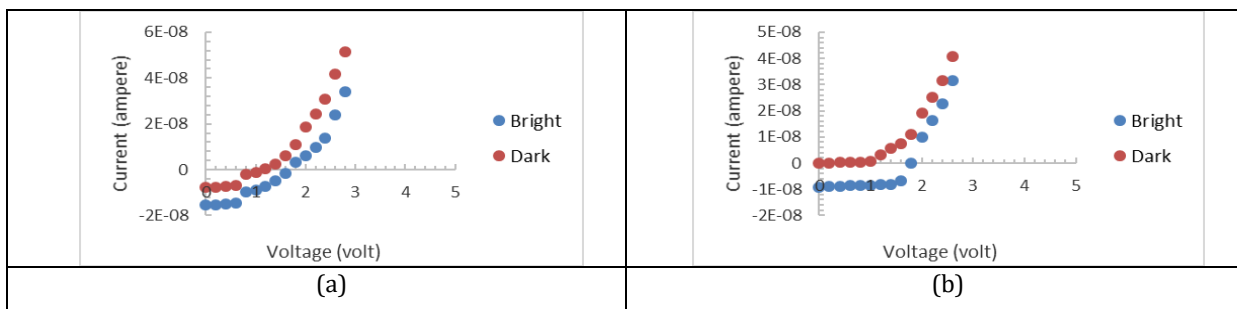 6E-08
4E-08
2E-08
0
-2E-08
0 1 2 3 4 5
Current (ampere)
Voltage (volt)
Bright
Dark
(a)
5E-08
4E-08
3E-08
2E-08
1E-08
0
-1E-08
-2E-08
0 1 2 3 4 5
Current (ampere)
Voltage (volt)
Bright
Dark
(b)